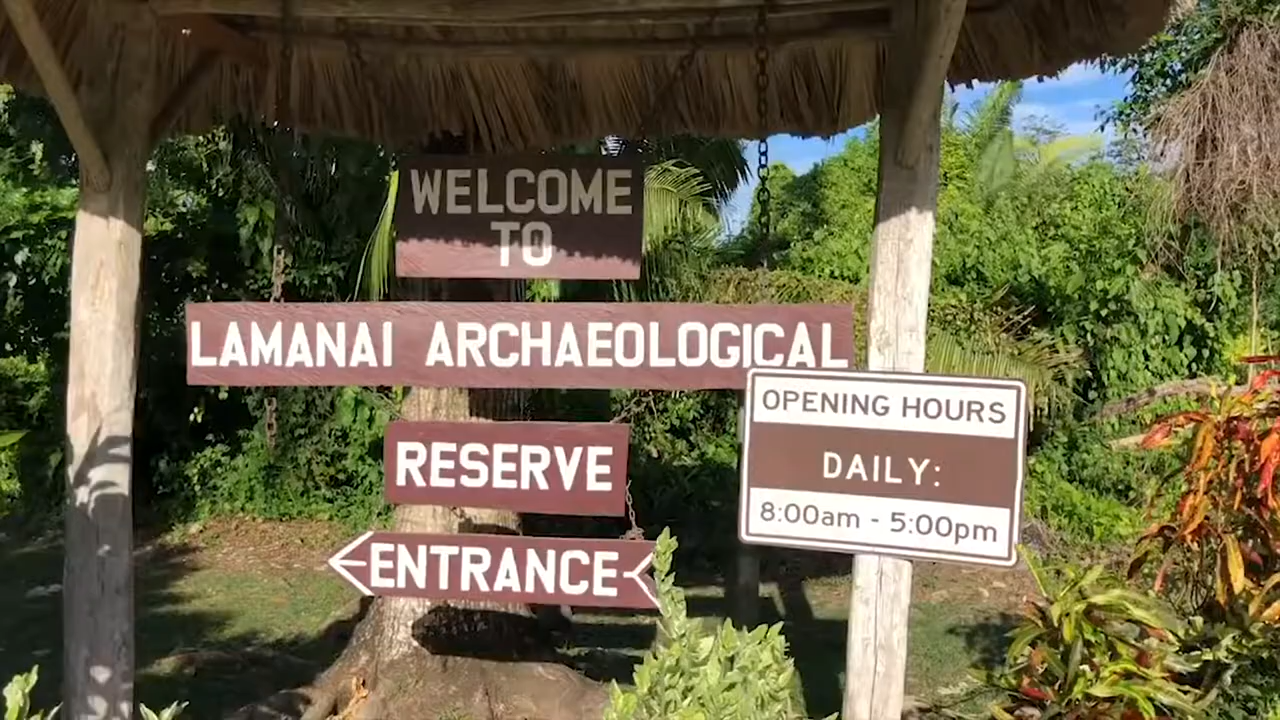 WELCOME
TO
LAMANAI ARCHAEOLOGICAL
RESERVE
ENTRANCE
OPENING HOURS
DAILY:
8:00am - 5:00pm